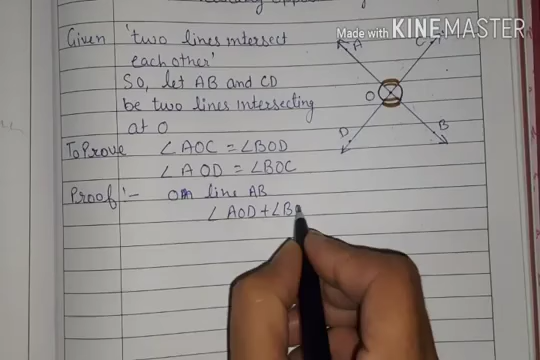 Made with KINEMASTER
Given 'two lines intersect
each other'
So, let AB and CD
be two lines intersecting
at O
To Prove ∠AOC = ∠BOD
∠AOD = ∠BOC
Proof :- On line AB
∠AOD + ∠BO
A
C
O
D
B